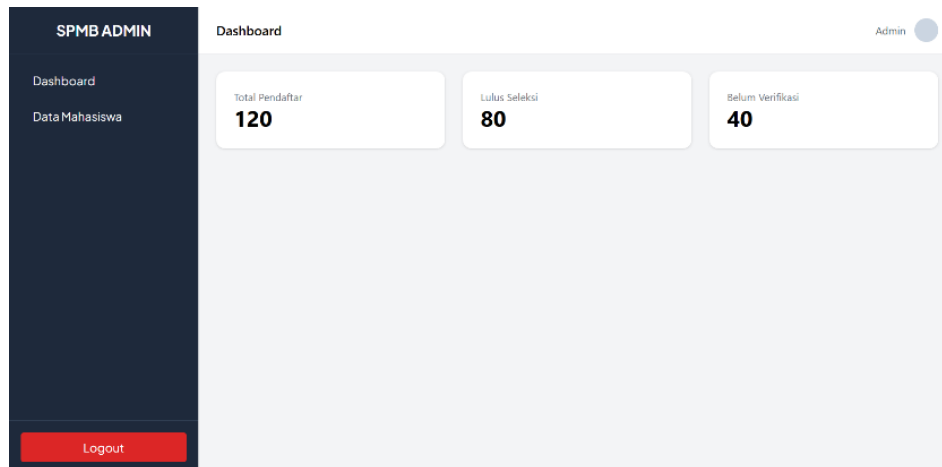 SPMB ADMIN
Dashboard
Data Mahasiswa
Logout
Dashboard
Admin
Total Pendaftar
120
Lulus Seleksi
80
Belum Verifikasi
40